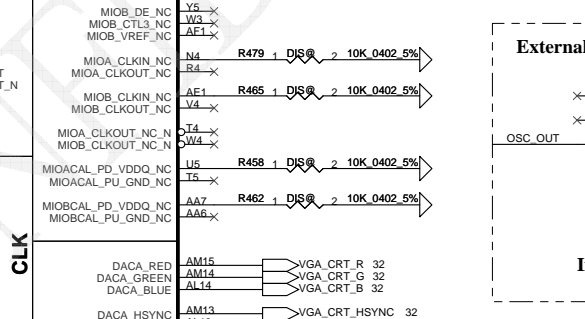 MIOB_DE_NC Y5
MIOB_CTL3_NC W3
MIOB_VREF_NC AF1
External
MIOA_CLKIN_NC N4 R479 1 DIS@ 2 10K_0402_5%
T MIOA_CLKOUT_NC R4
T_N
MIOB_CLKIN_NC AE1 R465 1 DIS@ 2 10K_0402_5%
MIOB_CLKOUT_NC V4
MIOA_CLKOUT_NC_N T4
MIOB_CLKOUT_NC_N W4
OSC_OUT
MIOACAL_PD_VDDQ_NC U5 R458 1 DIS@ 2 10K_0402_5%
MIOACAL_PU_GND_NC T5
MIOBCAL_PD_VDDQ_NC AA7 R462 1 DIS@ 2 10K_0402_5%
MIOBCAL_PU_GND_NC AA6
CLK
DACA_RED AM15 VGA_CRT_R 32
DACA_GREEN AM14 VGA_CRT_G 32
DACA_BLUE AL14 VGA_CRT_B 32
DACA_HSYNC AM13 VGA_CRT_HSYNC 32